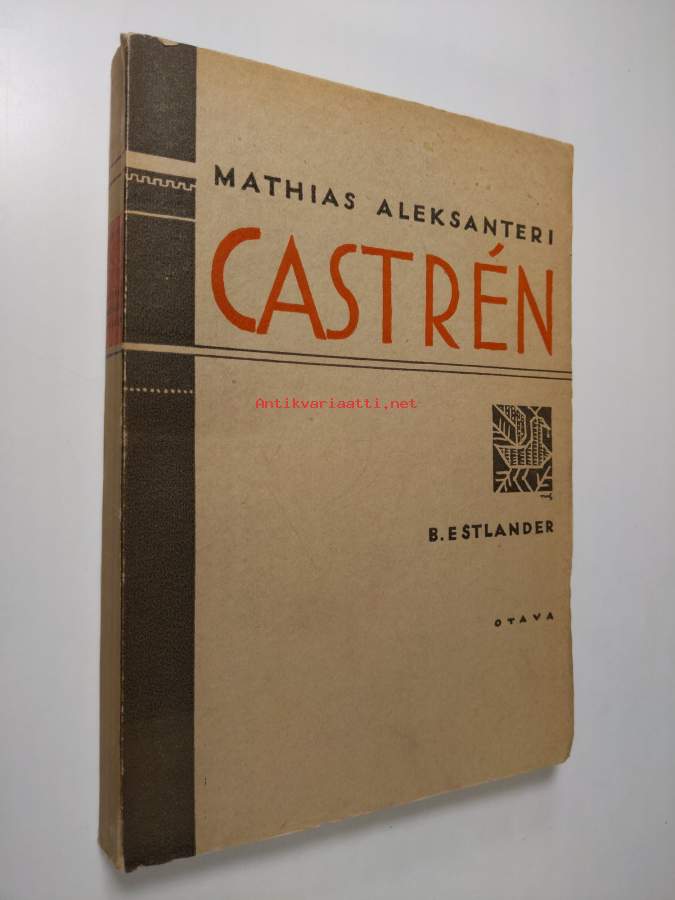 MATHIAS ALEKSANTERI
CASTRÉN
Antikvariaatti.net
B. ESTLANDER
OTAVA